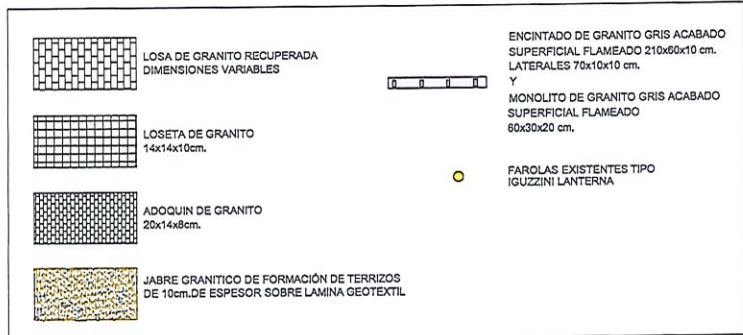 LOSA DE GRANITO RECUPERADA
DIMENSIONES VARIABLES
LOSETA DE GRANITO
14x14x10cm.
ADOQUIN DE GRANITO
20x14x8cm.
JABRE GRANITICO DE FORMACIÓN DE TERRIZOS
DE 10cm.DE ESPESOR SOBRE LAMINA GEOTEXTIL
ENCINTADO DE GRANITO GRIS ACABADO
SUPERFICIAL FLAMEADO 210x60x10 cm.
LATERALES 70x10x10 cm.
Y
MONOLITO DE GRANITO GRIS ACABADO
SUPERFICIAL FLAMEADO
60x30x20 cm.
FAROLAS EXISTENTES TIPO
IGUZZINI LANTERNA